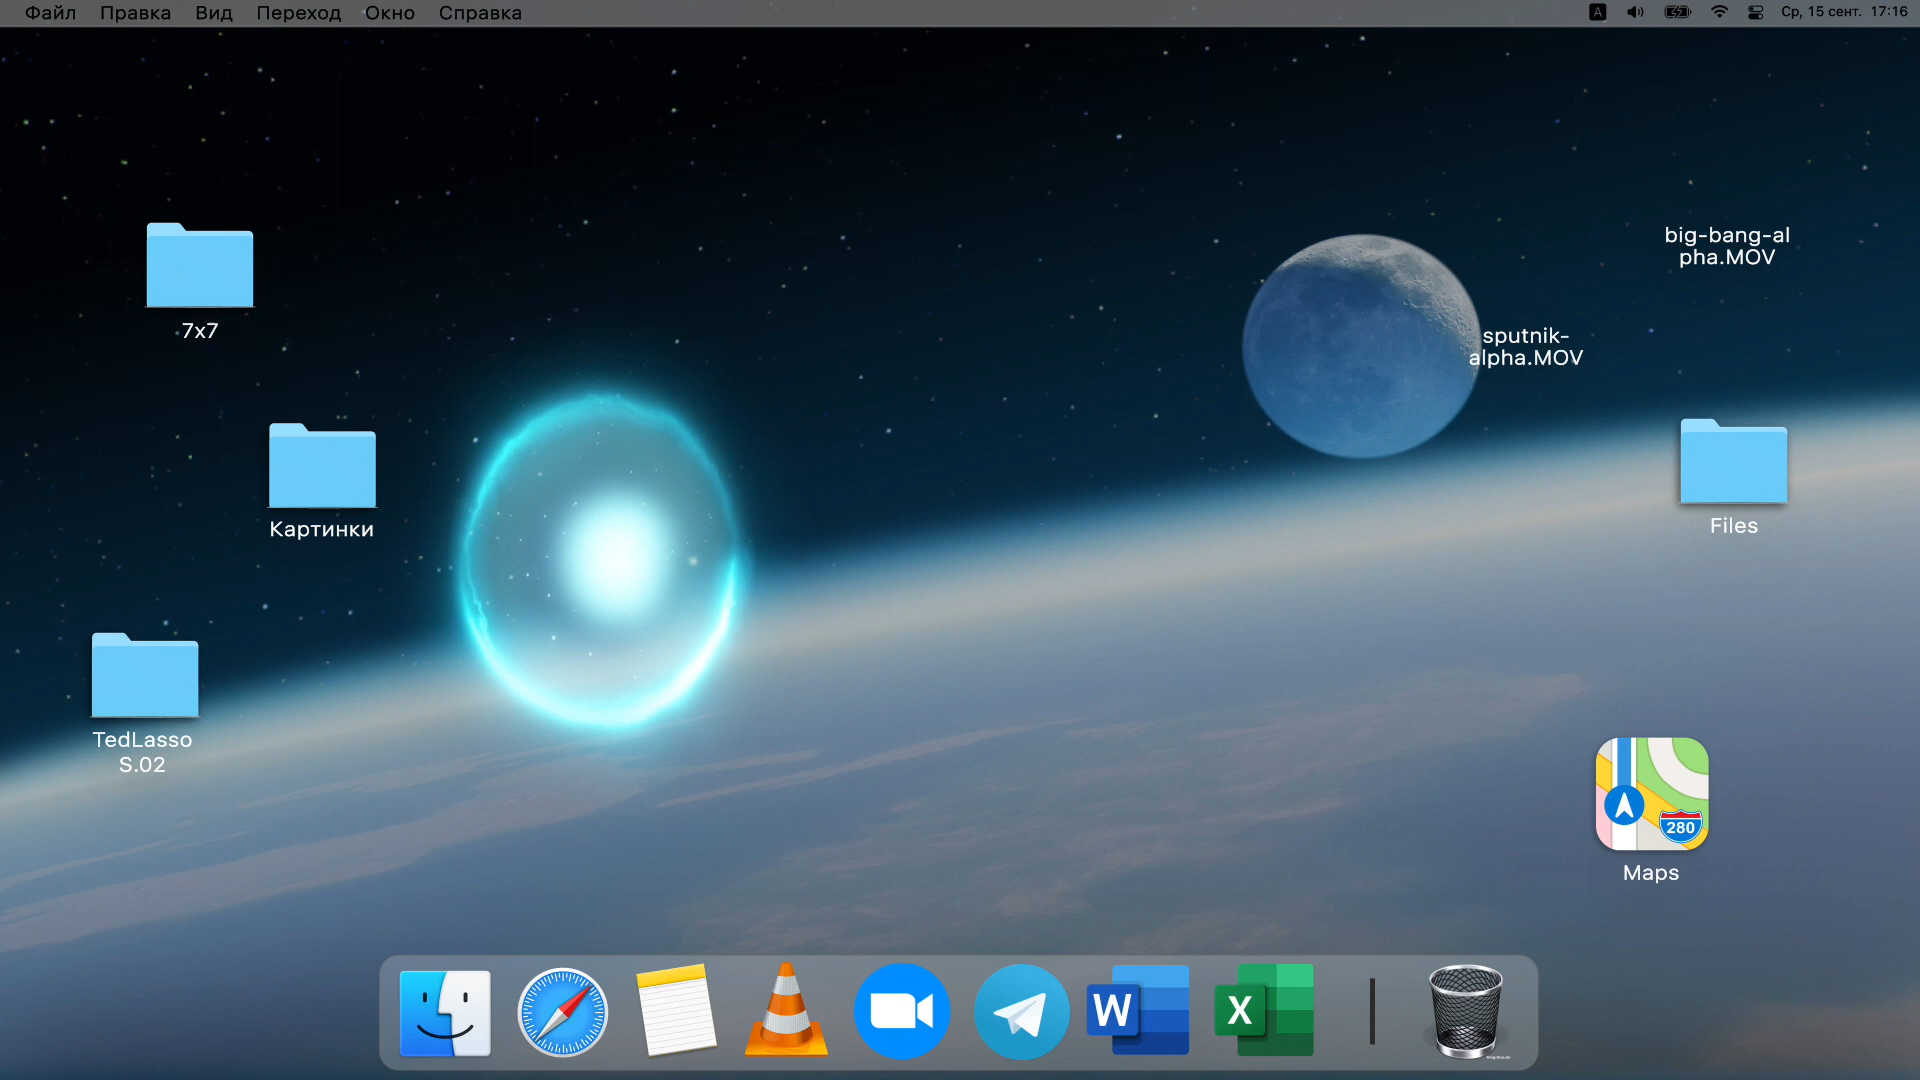 Файл Правка Вид Переход Окно Справка
A Ср, 15 сент. 17:16
big-bang-al
pha.MOV
7x7
sputnik-
alpha.MOV
Картинки
Files
TedLasso
S.02
280
Maps
W X